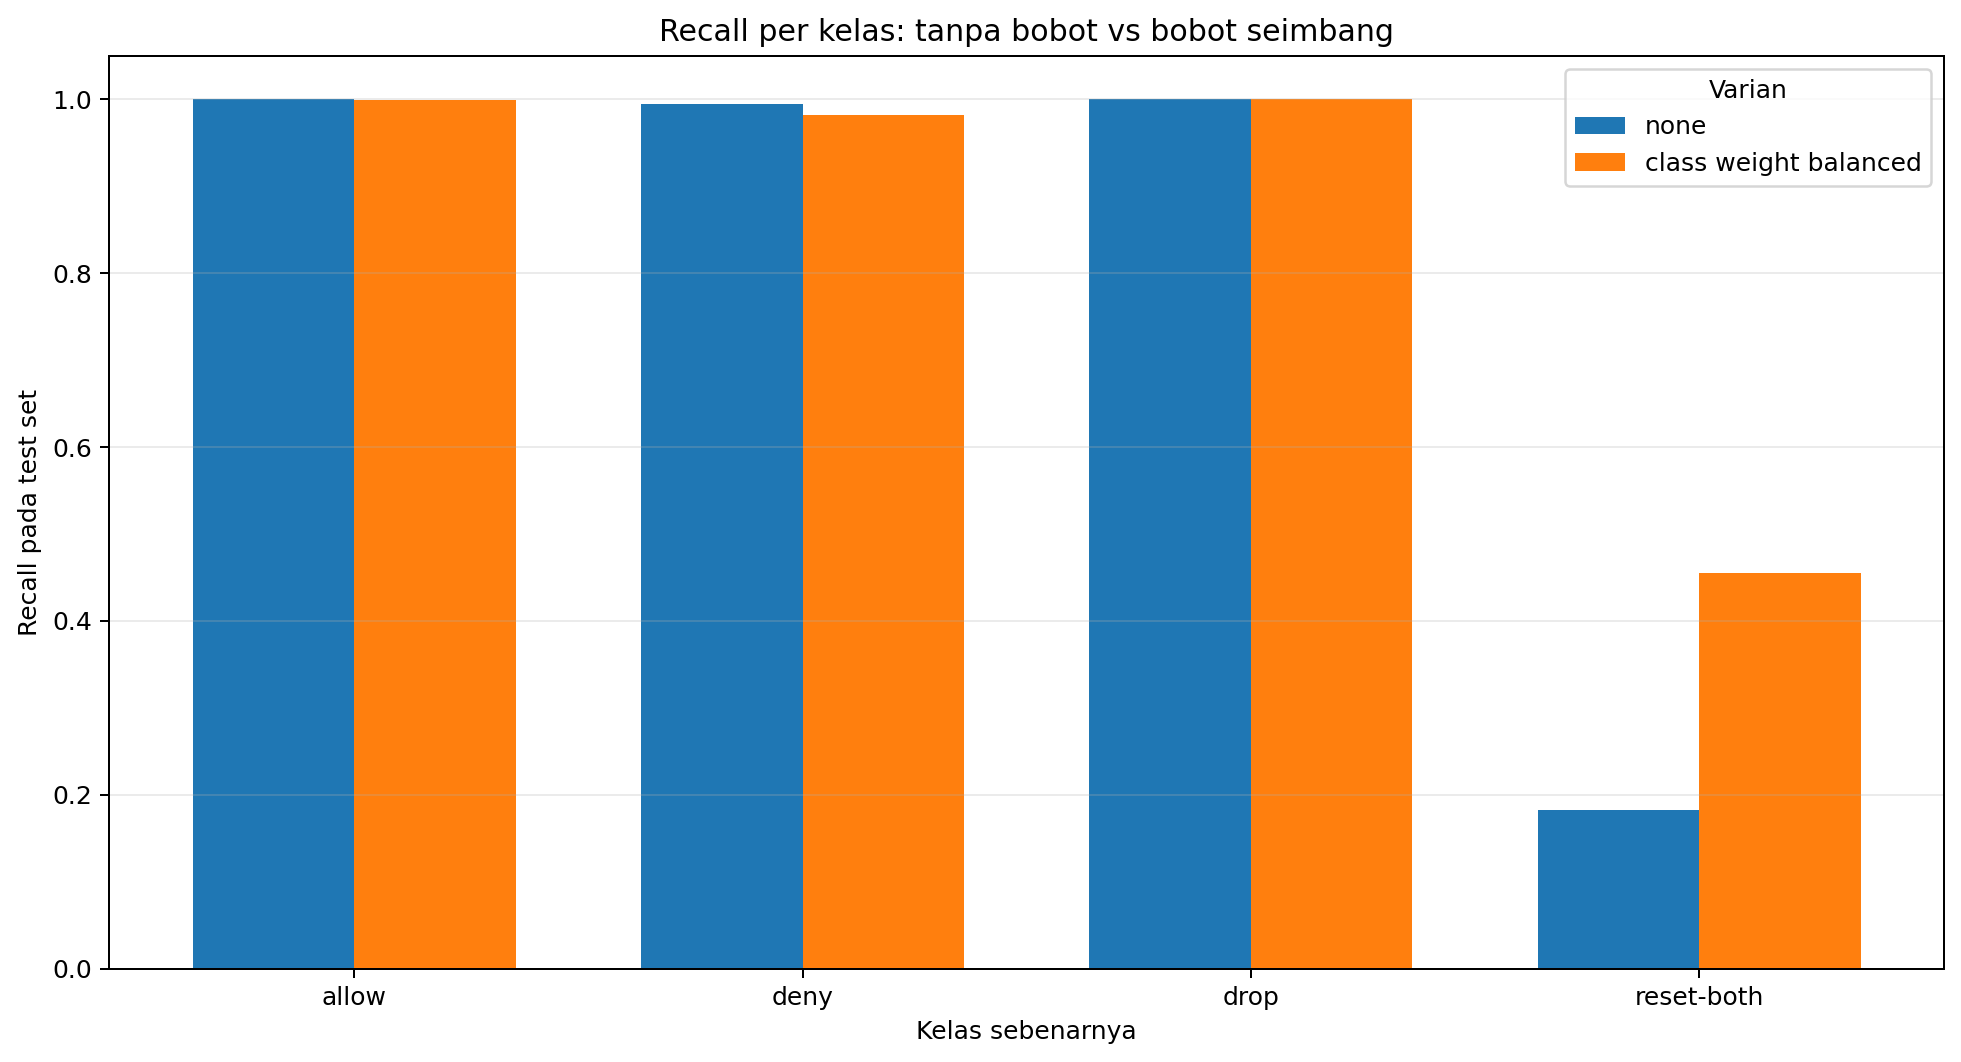 Recall per kelas: tanpa bobot vs bobot seimbang
Varian
none
class weight balanced
Recall pada test set
1.0
0.8
0.6
0.4
0.2
0.0
allow
deny
drop
reset-both
Kelas sebenarnya